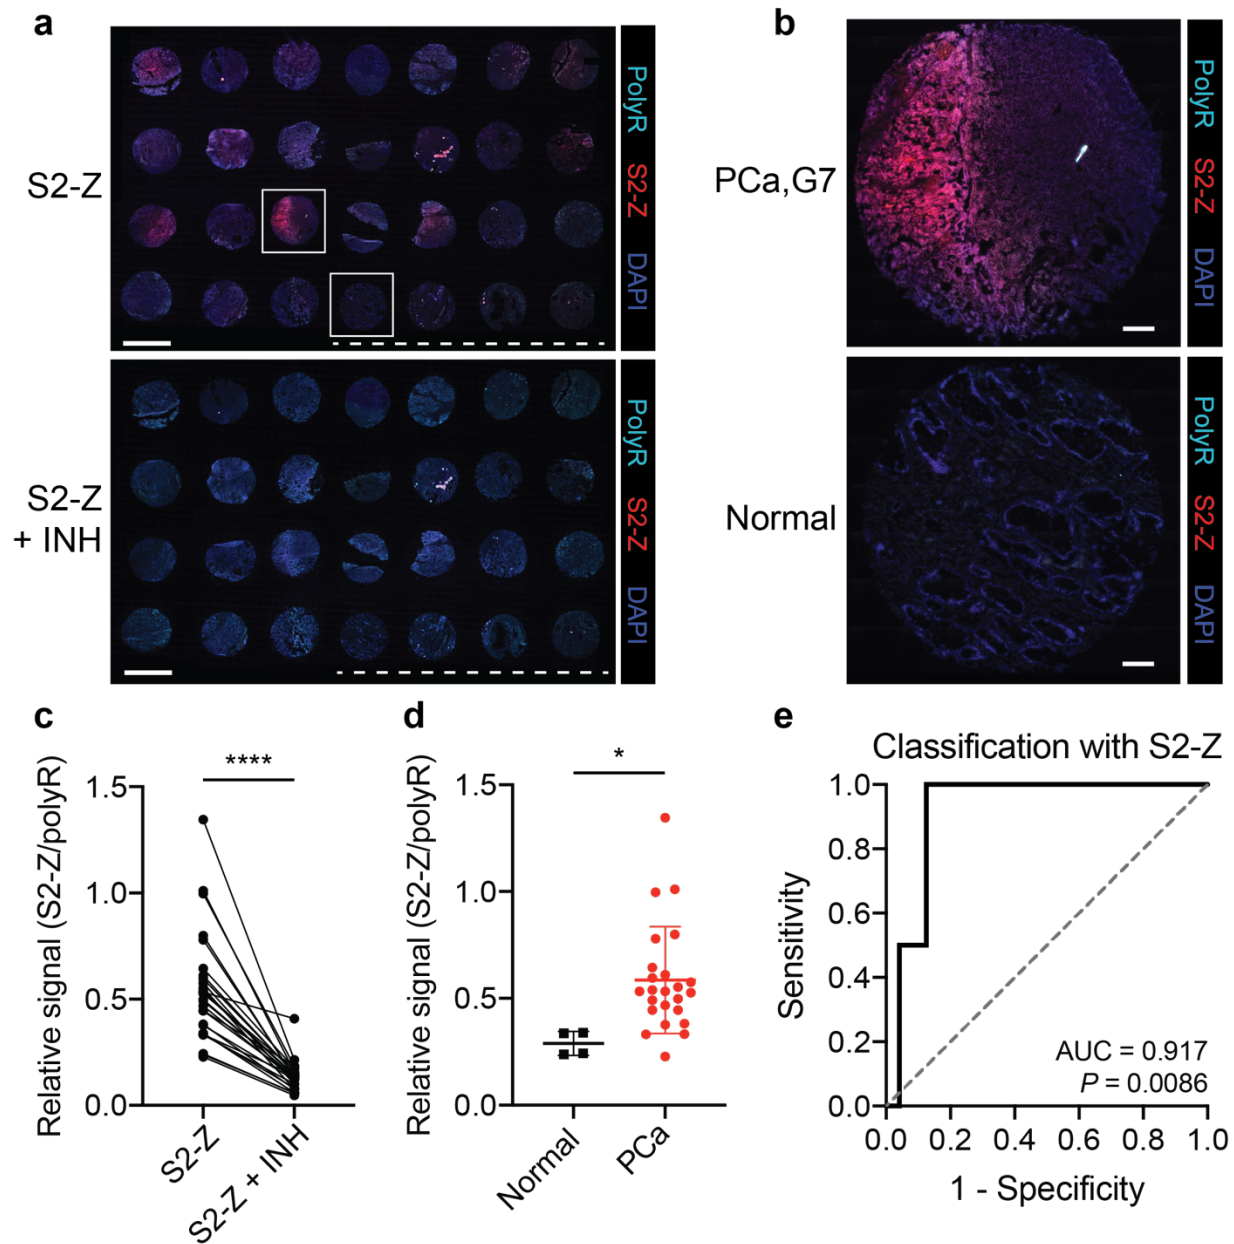 a
S2-Z
PolyR S2-Z DAPI
S2-Z
+ INH
PolyR S2-Z DAPI
b
PCa,G7
PolyR S2-Z DAPI
Normal
PolyR S2-Z DAPI
c
Relative signal (S2-Z/polyR)
1.5
1.0
0.5
0.0
****
S2-Z
S2-Z + INH
d
Relative signal (S2-Z/polyR)
1.5
1.0
0.5
0.0
*
Normal
PCa
e
Classification with S2-Z
Sensitivity
1.0
0.8
0.6
0.4
0.2
0.0
AUC = 0.917
P = 0.0086
0.0 0.2 0.4 0.6 0.8 1.0
1 - Specificity